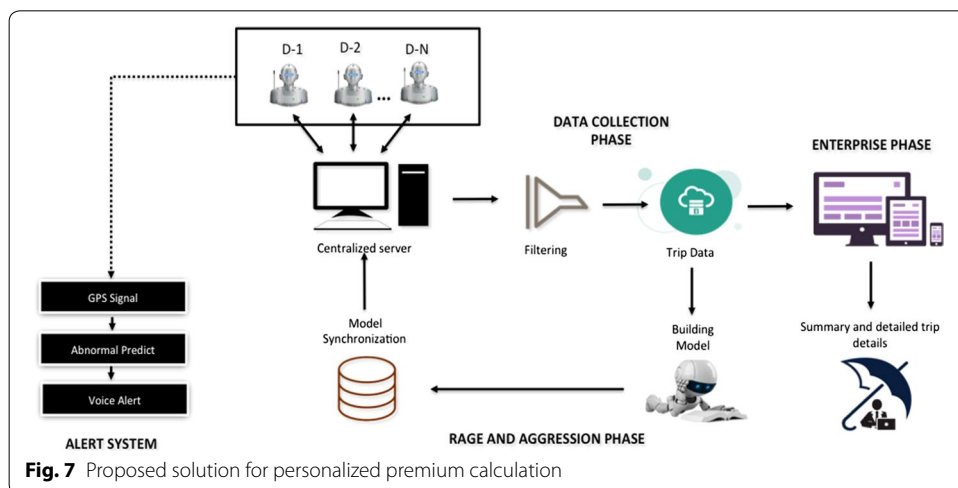 D-1 D-2 D-N
...
DATA COLLECTION
PHASE
ENTERPRISE PHASE
Centralized server
Filtering
Trip Data
GPS Signal
Abnormal Predict
Voice Alert
ALERT SYSTEM
Model
Synchronization
Building
Model
Summary and detailed trip
details
RAGE AND AGGRESSION PHASE
Fig. 7 Proposed solution for personalized premium calculation